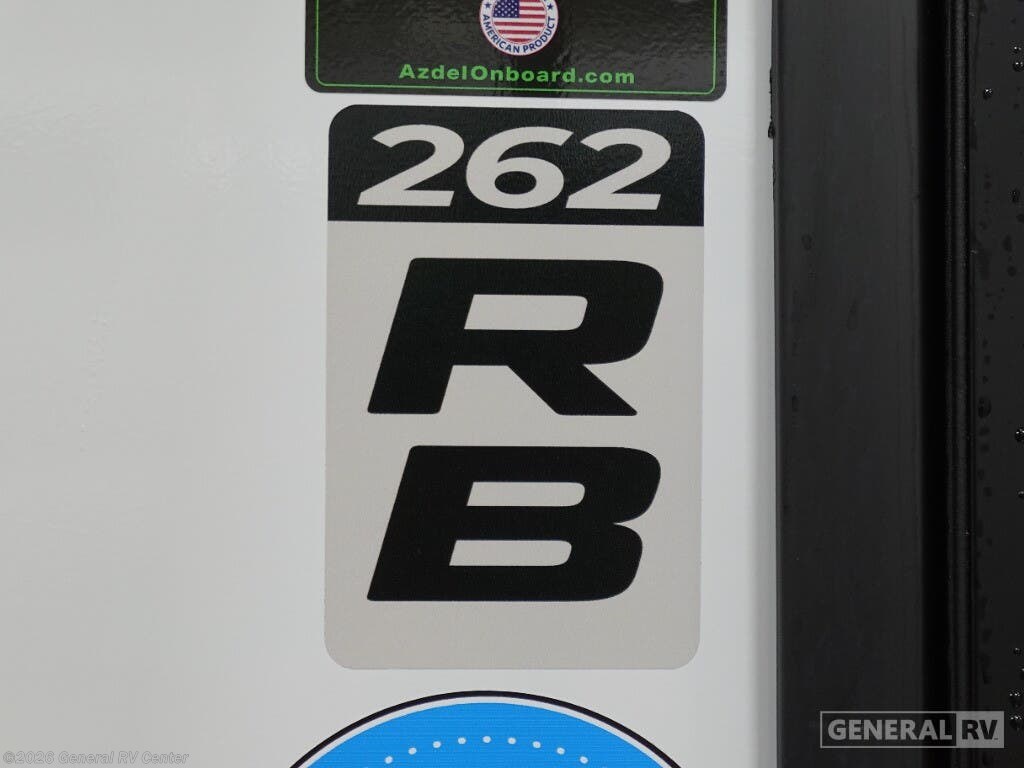 AMERICAN PRODUCT
AzdelOnboard.com
262
R
B
GENERAL RV
©2026 General RV Center